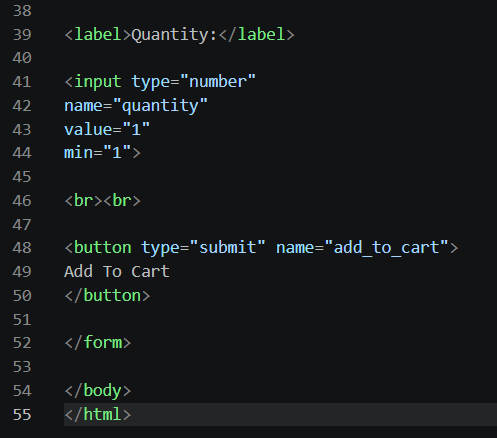 38
39 <label>Quantity:</label>
40
41 <input type="number"
42 name="quantity"
43 value="1"
44 min="1">
45
46 <br><br>
47
48 <button type="submit" name="add_to_cart">
49 Add To Cart
50 </button>
51
52 </form>
53
54 </body>
55 </html>